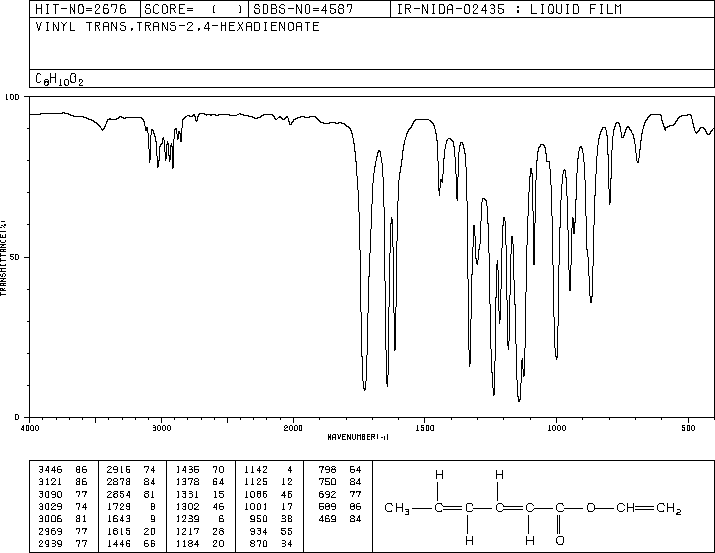 HIT-NO=2676 SCORE= ( ) SDBS-NO=4587 IR-NIDA-02435 : LIQUID FILM
VINYL TRANS,TRANS-2,4-HEXADIENOATE
C8H10O2
100
50
0
TRANSMITTANCE(%)
4000 3000 2000 1500 1000 500
WAVENUMBER(-1)
3446 86 2916 74 1436 70 1142 4 798 64
3121 86 2878 84 1378 64 1125 12 750 84
3090 77 2854 81 1331 15 1086 46 692 77
3029 74 1729 8 1302 46 1001 17 589 86
3006 81 1643 9 1239 6 950 38 469 84
2969 77 1615 20 1217 28 934 55
2939 77 1446 66 1184 20 870 34
H H
CH3 C C C C C O CH CH2
H H O